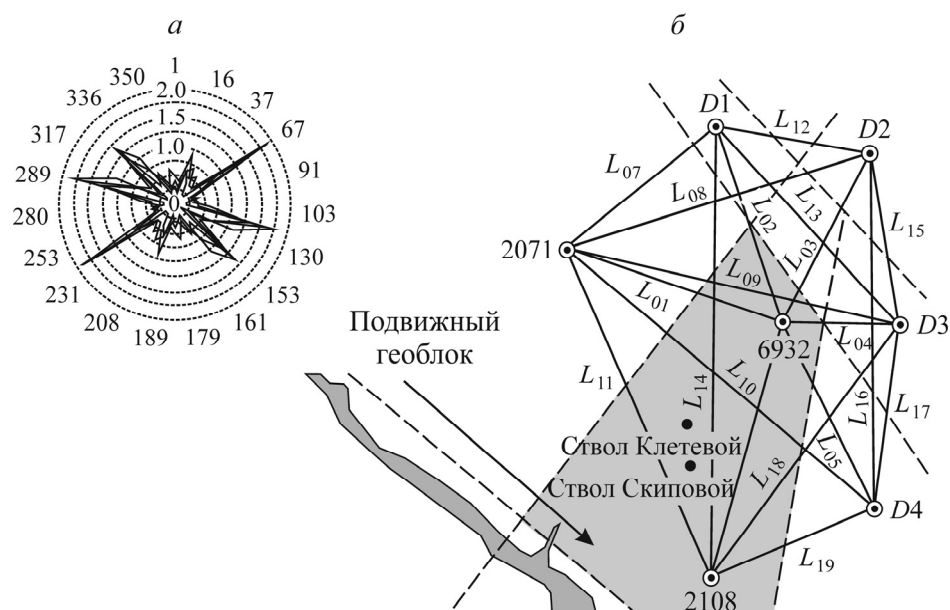 а
б
1
350
16
336
37
317
67
289
91
280
103
253
130
231
153
208
161
189
179
2.0
1.5
1.0
0
D1
L12
D2
L07
L08
L02
L13
L03
L15
2071
L09
L01
L04
D3
6932
Подвижный
геоблок
L11
L14
L10
L16
L17
Ствол Клетевой
Ствол Скиповой
L18
L05
D4
L19
2108